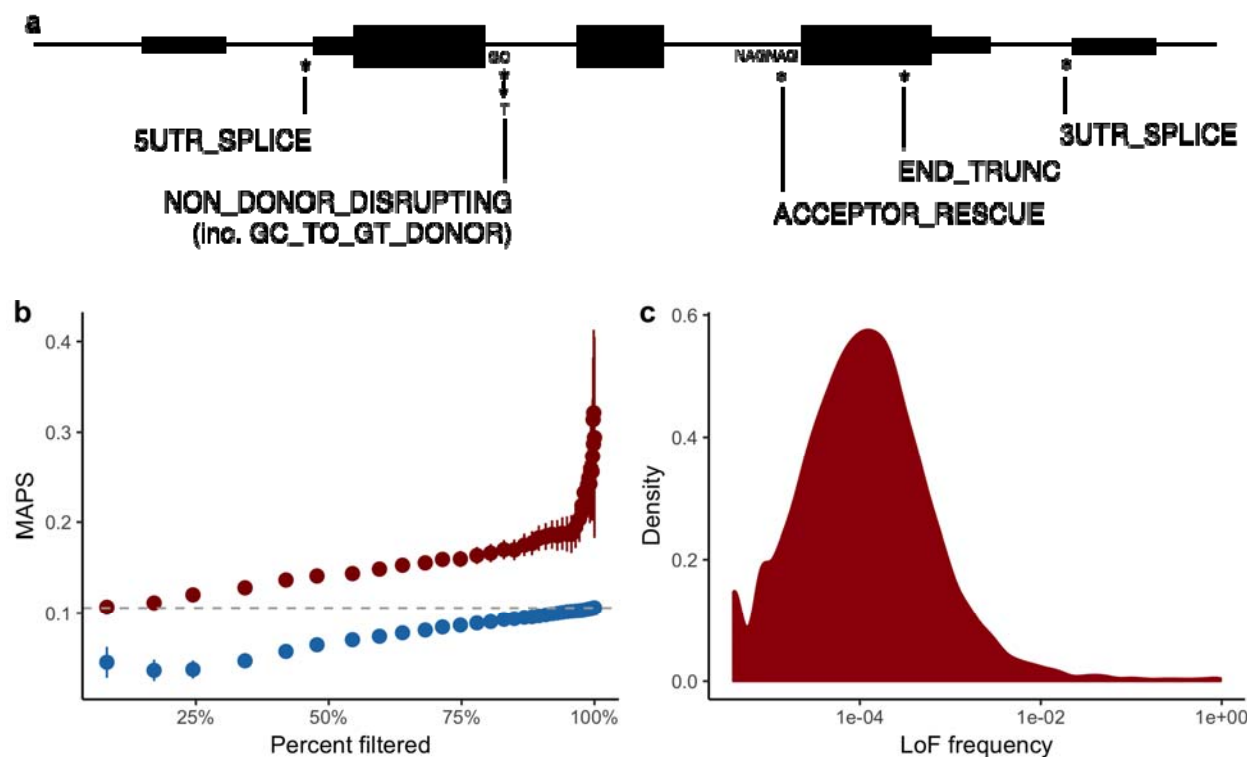 a
GC
NAGNAG
T
5UTR_SPLICE
3UTR_SPLICE
END_TRUNC
NON_DONOR_DISRUPTING
ACCEPTOR_RESCUE
(inc. GC_TO_GT_DONOR)
b
0.4
0.3
0.2
0.1
MAPS
25%
50%
75%
100%
Percent filtered
c
0.6
0.4
0.2
0.0
Density
1e-04
1e-02
1e+00
LoF frequency